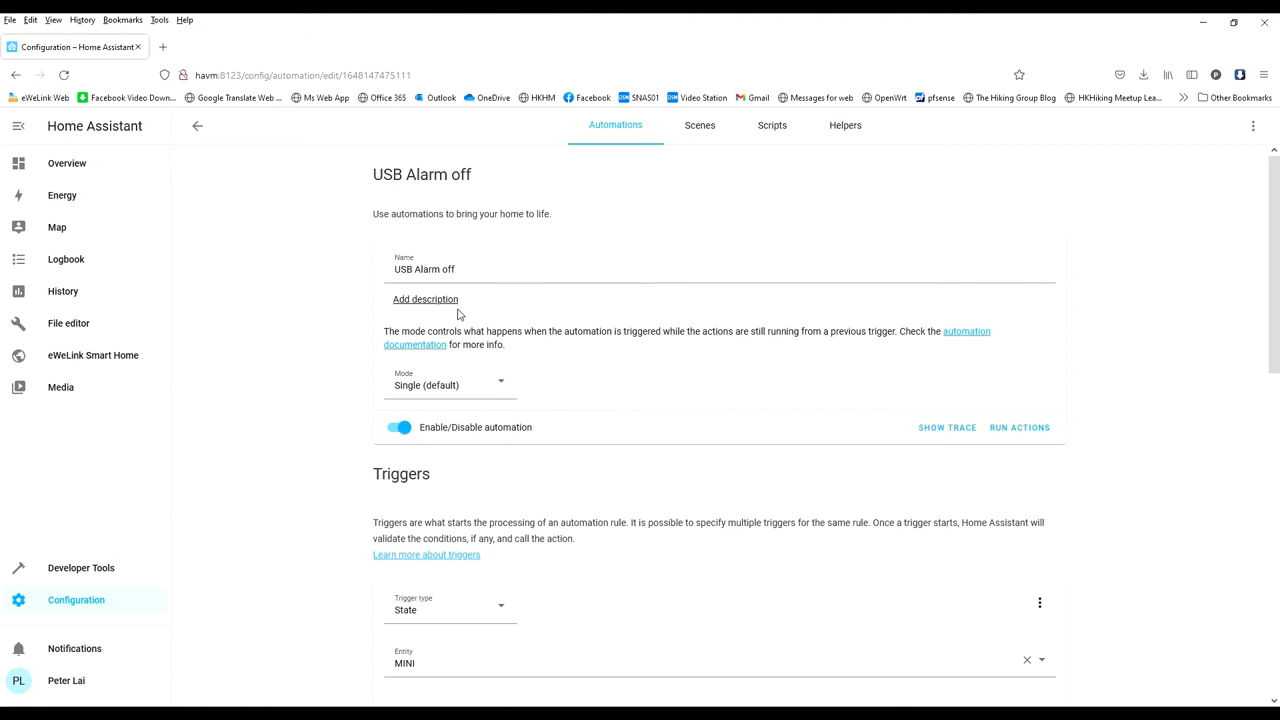 File Edit View History Bookmarks Tools Help
Configuration – Home Assistant
havm:8123/config/automation/edit/1648147475111
eWeLink Web Facebook Video Down... Google Translate Web ... Ms Web App Office 365 Outlook OneDrive HKHM Facebook SNAS01 Video Station Gmail Messages for web OpenWrt pfsense The Hiking Group Blog HKHiking Meetup Lea... Other Bookmarks
Home Assistant
Automations Scenes Scripts Helpers
Overview
Energy
Map
Logbook
History
File editor
eWeLink Smart Home
Media
Developer Tools
Configuration
Notifications
PL Peter Lai
USB Alarm off
Use automations to bring your home to life.
Name
USB Alarm off
Add description
The mode controls what happens when the automation is triggered while the actions are still running from a previous trigger. Check the automation
documentation for more info.
Mode
Single (default)
Enable/Disable automation SHOW TRACE RUN ACTIONS
Triggers
Triggers are what starts the processing of an automation rule. It is possible to specify multiple triggers for the same rule. Once a trigger starts, Home Assistant will
validate the conditions, if any, and call the action.
Learn more about triggers
Trigger type
State
Entity
MINI